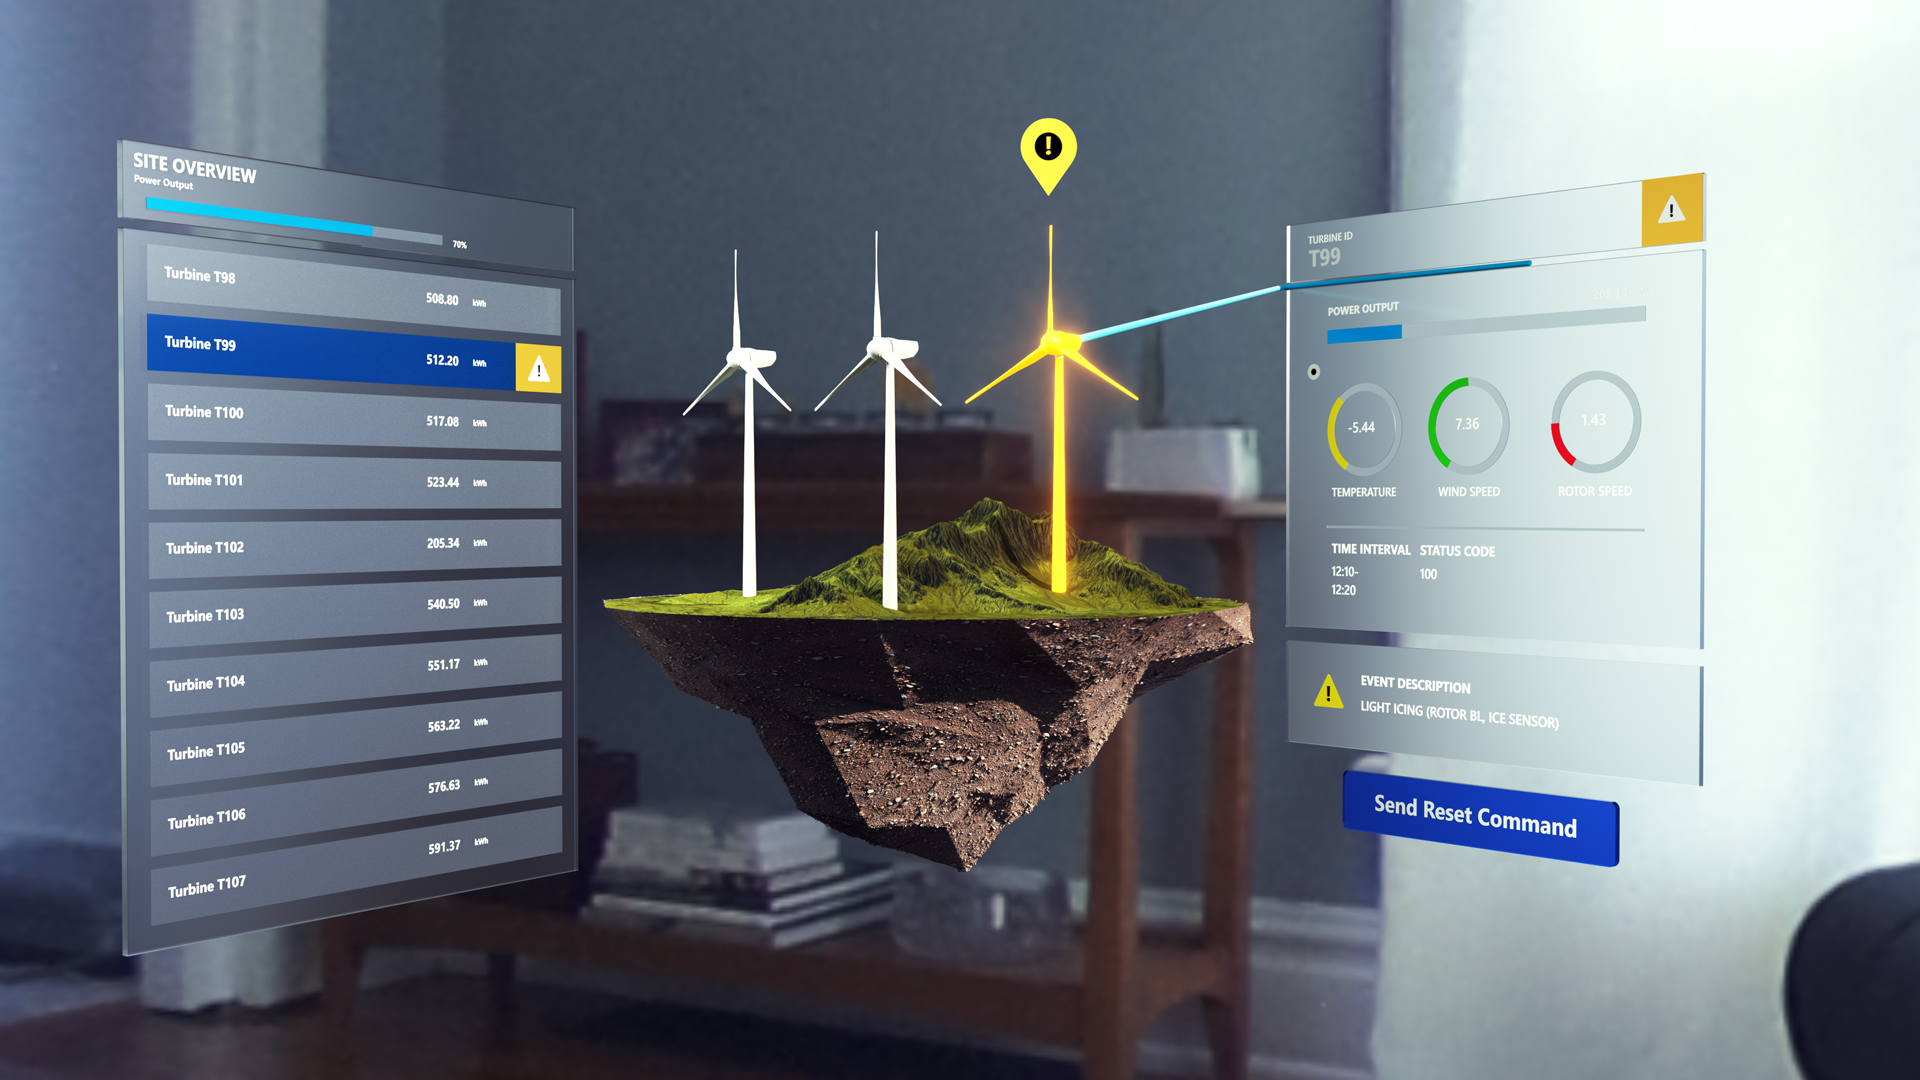 SITE OVERVIEW
Power Output
70%
Turbine T98
508.80 kWh
Turbine T99
512.20 kWh
!
Turbine T100
517.08 kWh
Turbine T101
523.44 kWh
Turbine T102
205.34 kWh
Turbine T103
540.50 kWh
Turbine T104
551.17 kWh
Turbine T105
563.22 kWh
Turbine T106
576.63 kWh
Turbine T107
591.37 kWh
!
TURBINE ID
T99
!
POWER OUTPUT
-5.44
7.36
1.43
TEMPERATURE
WIND SPEED
ROTOR SPEED
TIME INTERVAL STATUS CODE
12:10- 100
12:20
!
EVENT DESCRIPTION
LIGHT ICING (ROTOR BL, ICE SENSOR)
Send Reset Command